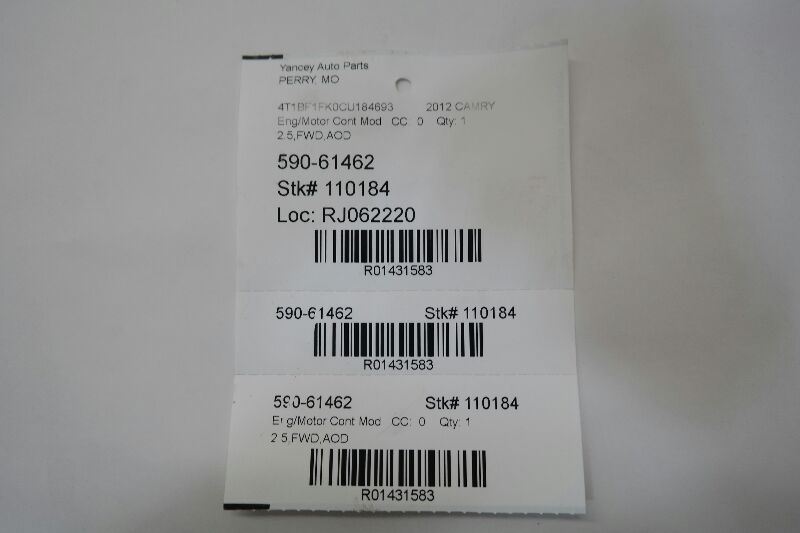 Yancey Auto Parts
PERRY, MO
4T1BF1FK0CU184693 2012 CAMRY
Eng/Motor Cont Mod CC: 0 Qty: 1
2.5,FWD,AOD
590-61462
Stk# 110184
Loc: RJ062220
R01431583
590-61462 Stk# 110184
R01431583
590-61462 Stk# 110184
Eng/Motor Cont Mod CC: 0 Qty: 1
2.5,FWD,AOD
R01431583